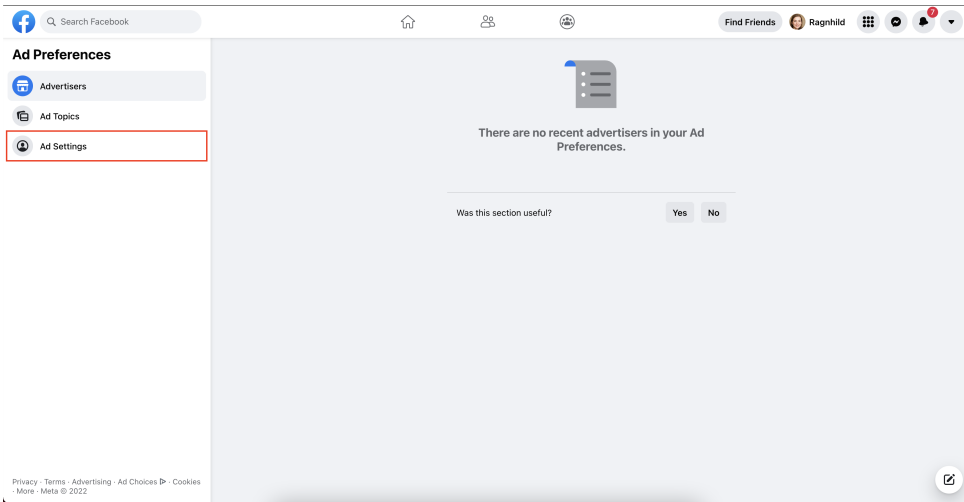 Search Facebook
Find Friends
Ragnhild
7
Ad Preferences
Advertisers
Ad Topics
Ad Settings
There are no recent advertisers in your Ad
Preferences.
Was this section useful?
Yes
No
Privacy · Terms · Advertising · Ad Choices · Cookies
· More · Meta © 2022